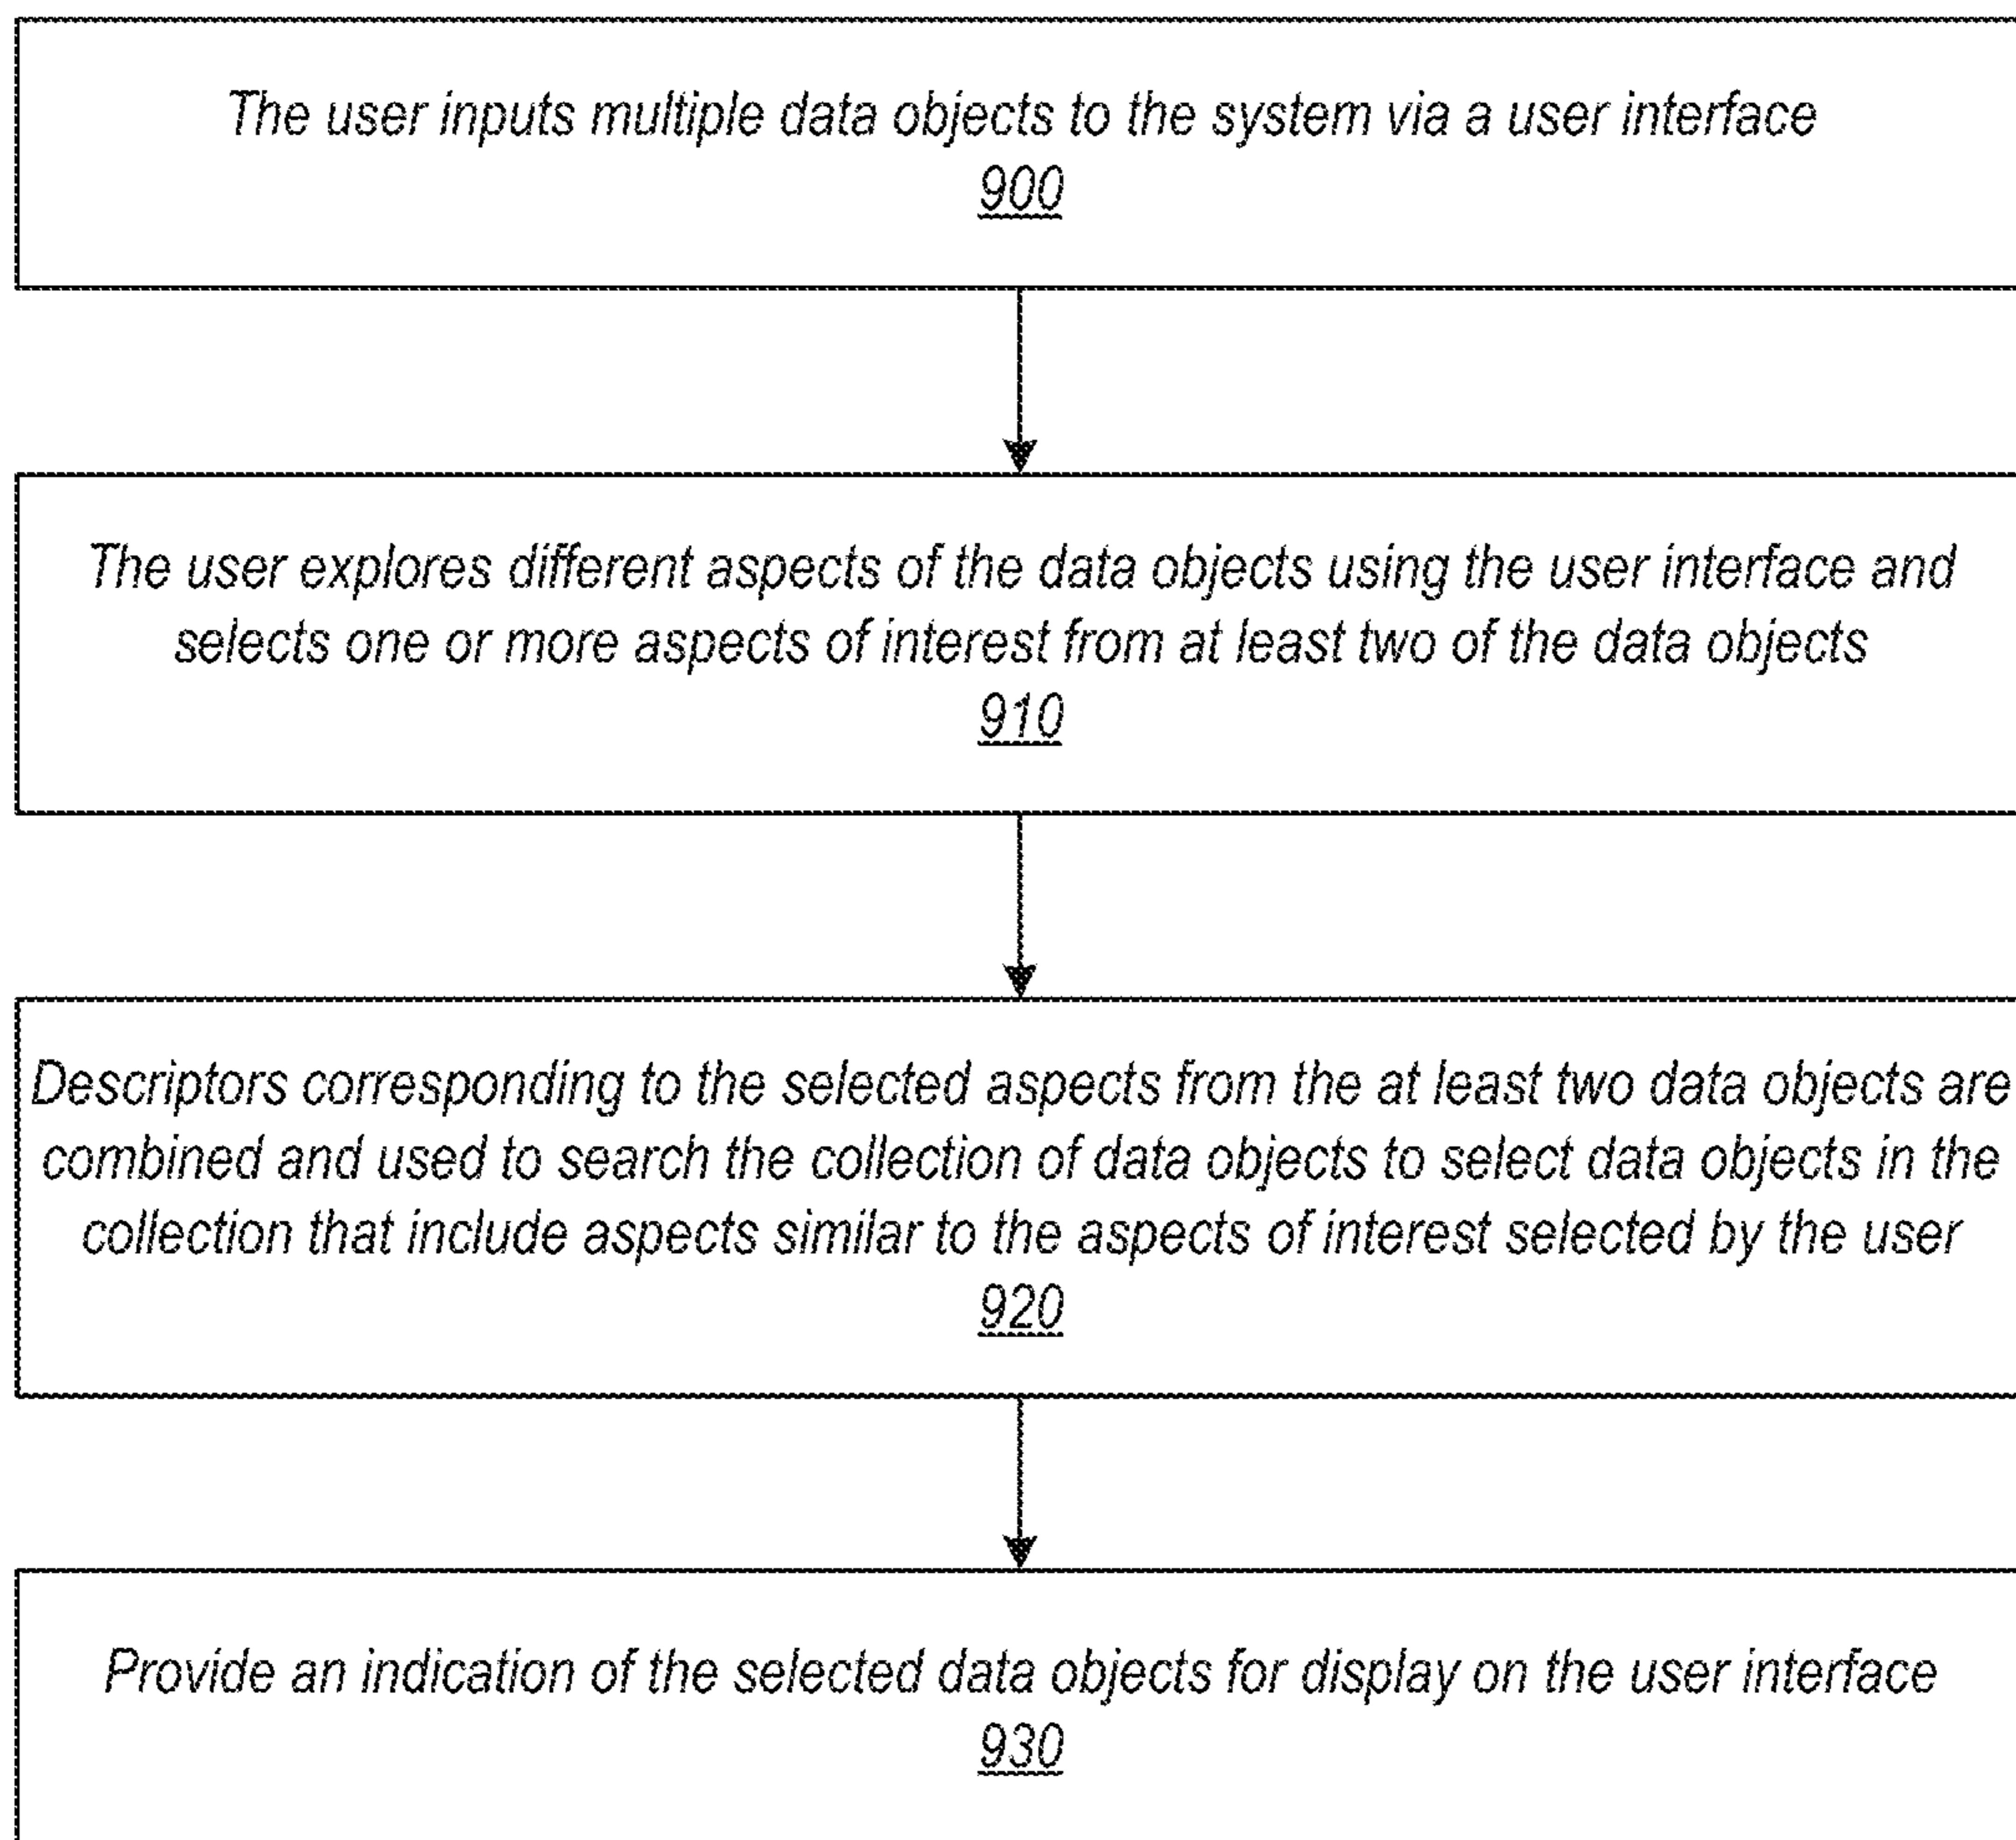 The user inputs multiple data objects to the system via a user interface
900
The user explores different aspects of the data objects using the user interface and
selects one or more aspects of interest from at least two of the data objects
910
Descriptors corresponding to the selected aspects from the at least two data objects are
combined and used to search the collection of data objects to select data objects in the
collection that include aspects similar to the aspects of interest selected by the user
920
Provide an indication of the selected data objects for display on the user interface
930